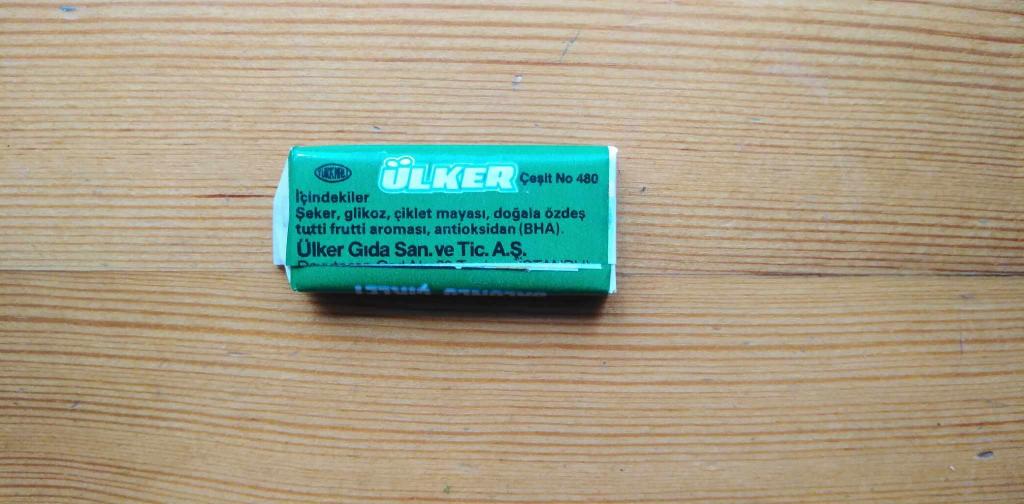 ÜLKER Çeşit No 480
İçindekiler
Şeker, glikoz, çiklet mayası, doğala özdeş
tutti frutti aroması, antioksidan (BHA).
Ülker Gıda San. ve Tic. A.Ş.